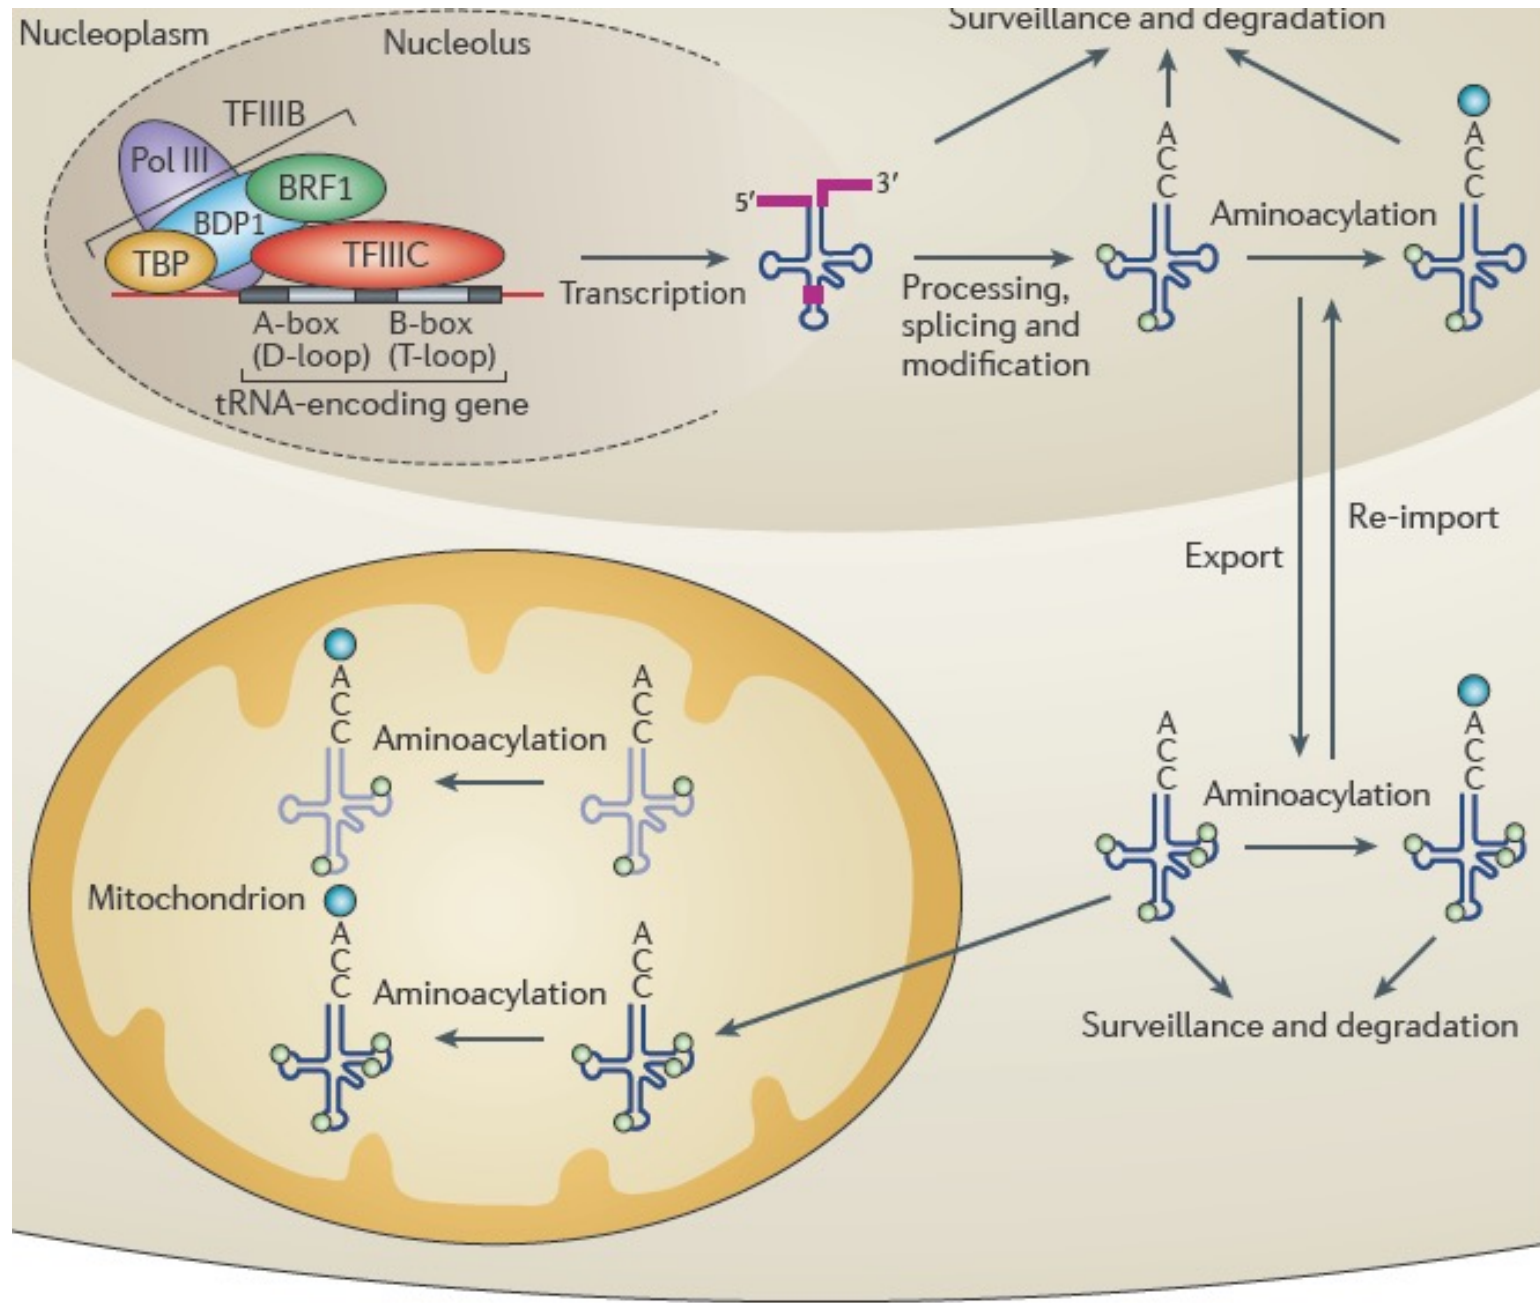 Surveillance and degradation
Nucleoplasm
Nucleolus
TFIIIB
Pol III
BRF1
BDP1
TBP
TFIIIC
A-box
(D-loop)
B-box
(T-loop)
tRNA-encoding gene
Transcription
5′
3′
Processing,
splicing and
modification
A
C
C
Aminoacylation
A
C
C
Export
Re-import
A
C
C
Aminoacylation
A
C
C
Surveillance and degradation
A
C
C
Aminoacylation
A
C
C
Mitochondrion
A
C
C
Aminoacylation
A
C
C